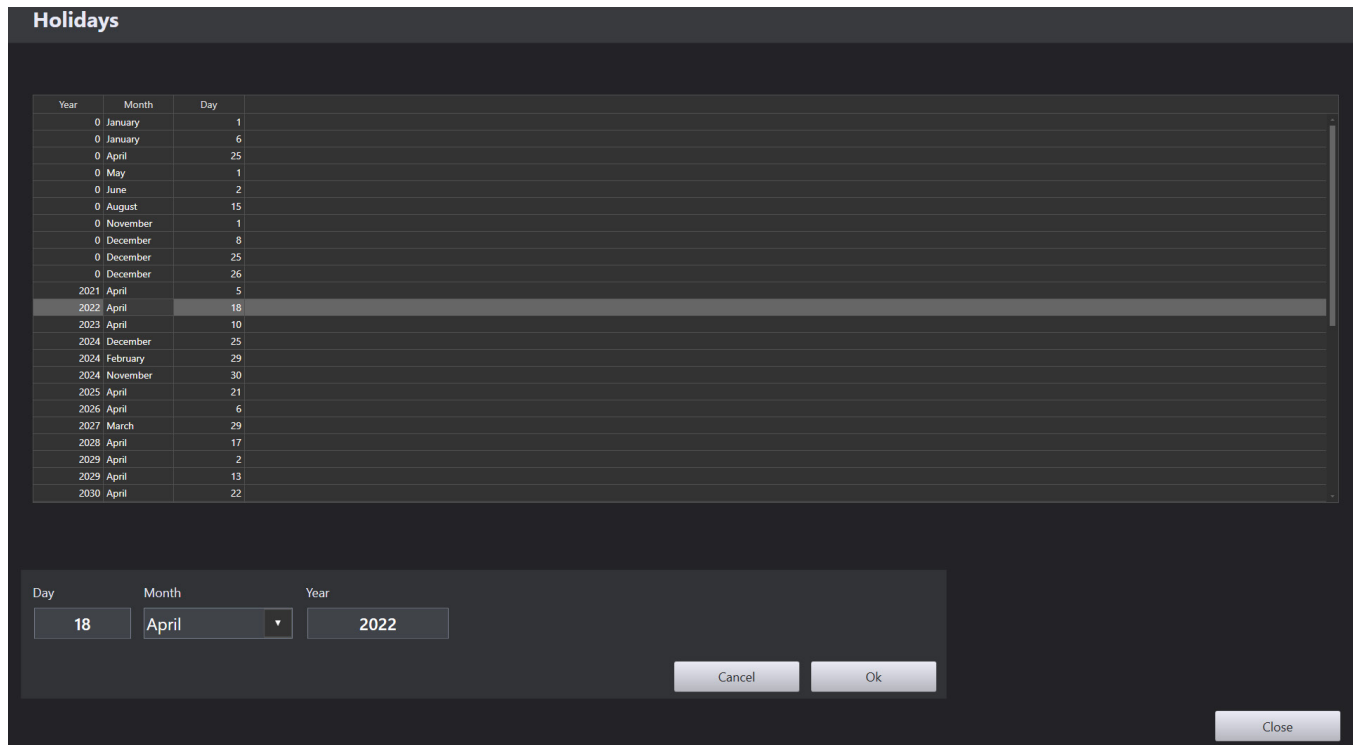 Holidays
Year Month Day
0 January 1
0 January 6
0 April 25
0 May 1
0 June 2
0 August 15
0 November 1
0 December 8
0 December 25
0 December 26
2021 April 5
2022 April 18
2023 April 10
2024 December 25
2024 February 29
2024 November 30
2025 April 21
2026 April 6
2027 March 29
2028 April 17
2029 April 2
2029 April 13
2030 April 22
Day Month Year
18 April 2022
Cancel Ok
Close